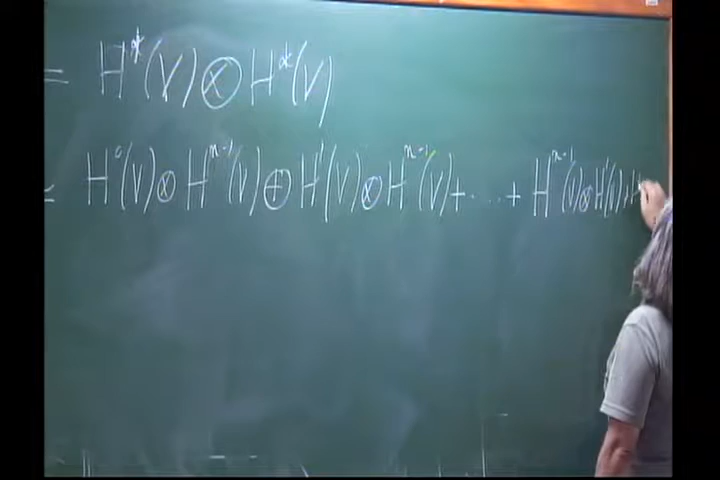 = H*(V) ⊗ H*(V)
= H⁰(V) ⊗ Hⁿ⁻¹(V) ⊕ H¹(V) ⊗ Hⁿ⁻¹(V) + ... + Hⁿ⁻¹(V) ⊗ H¹(V) + H